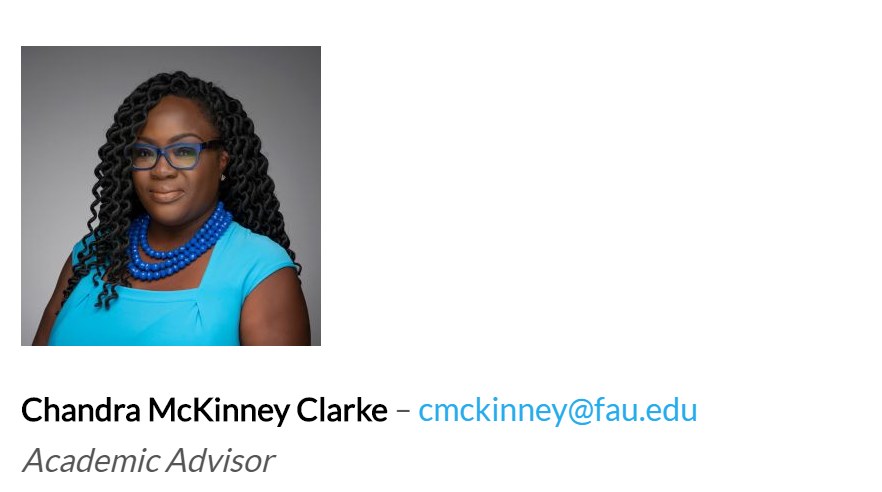 Chandra McKinney Clarke – cmckinney@fau.edu
Academic Advisor